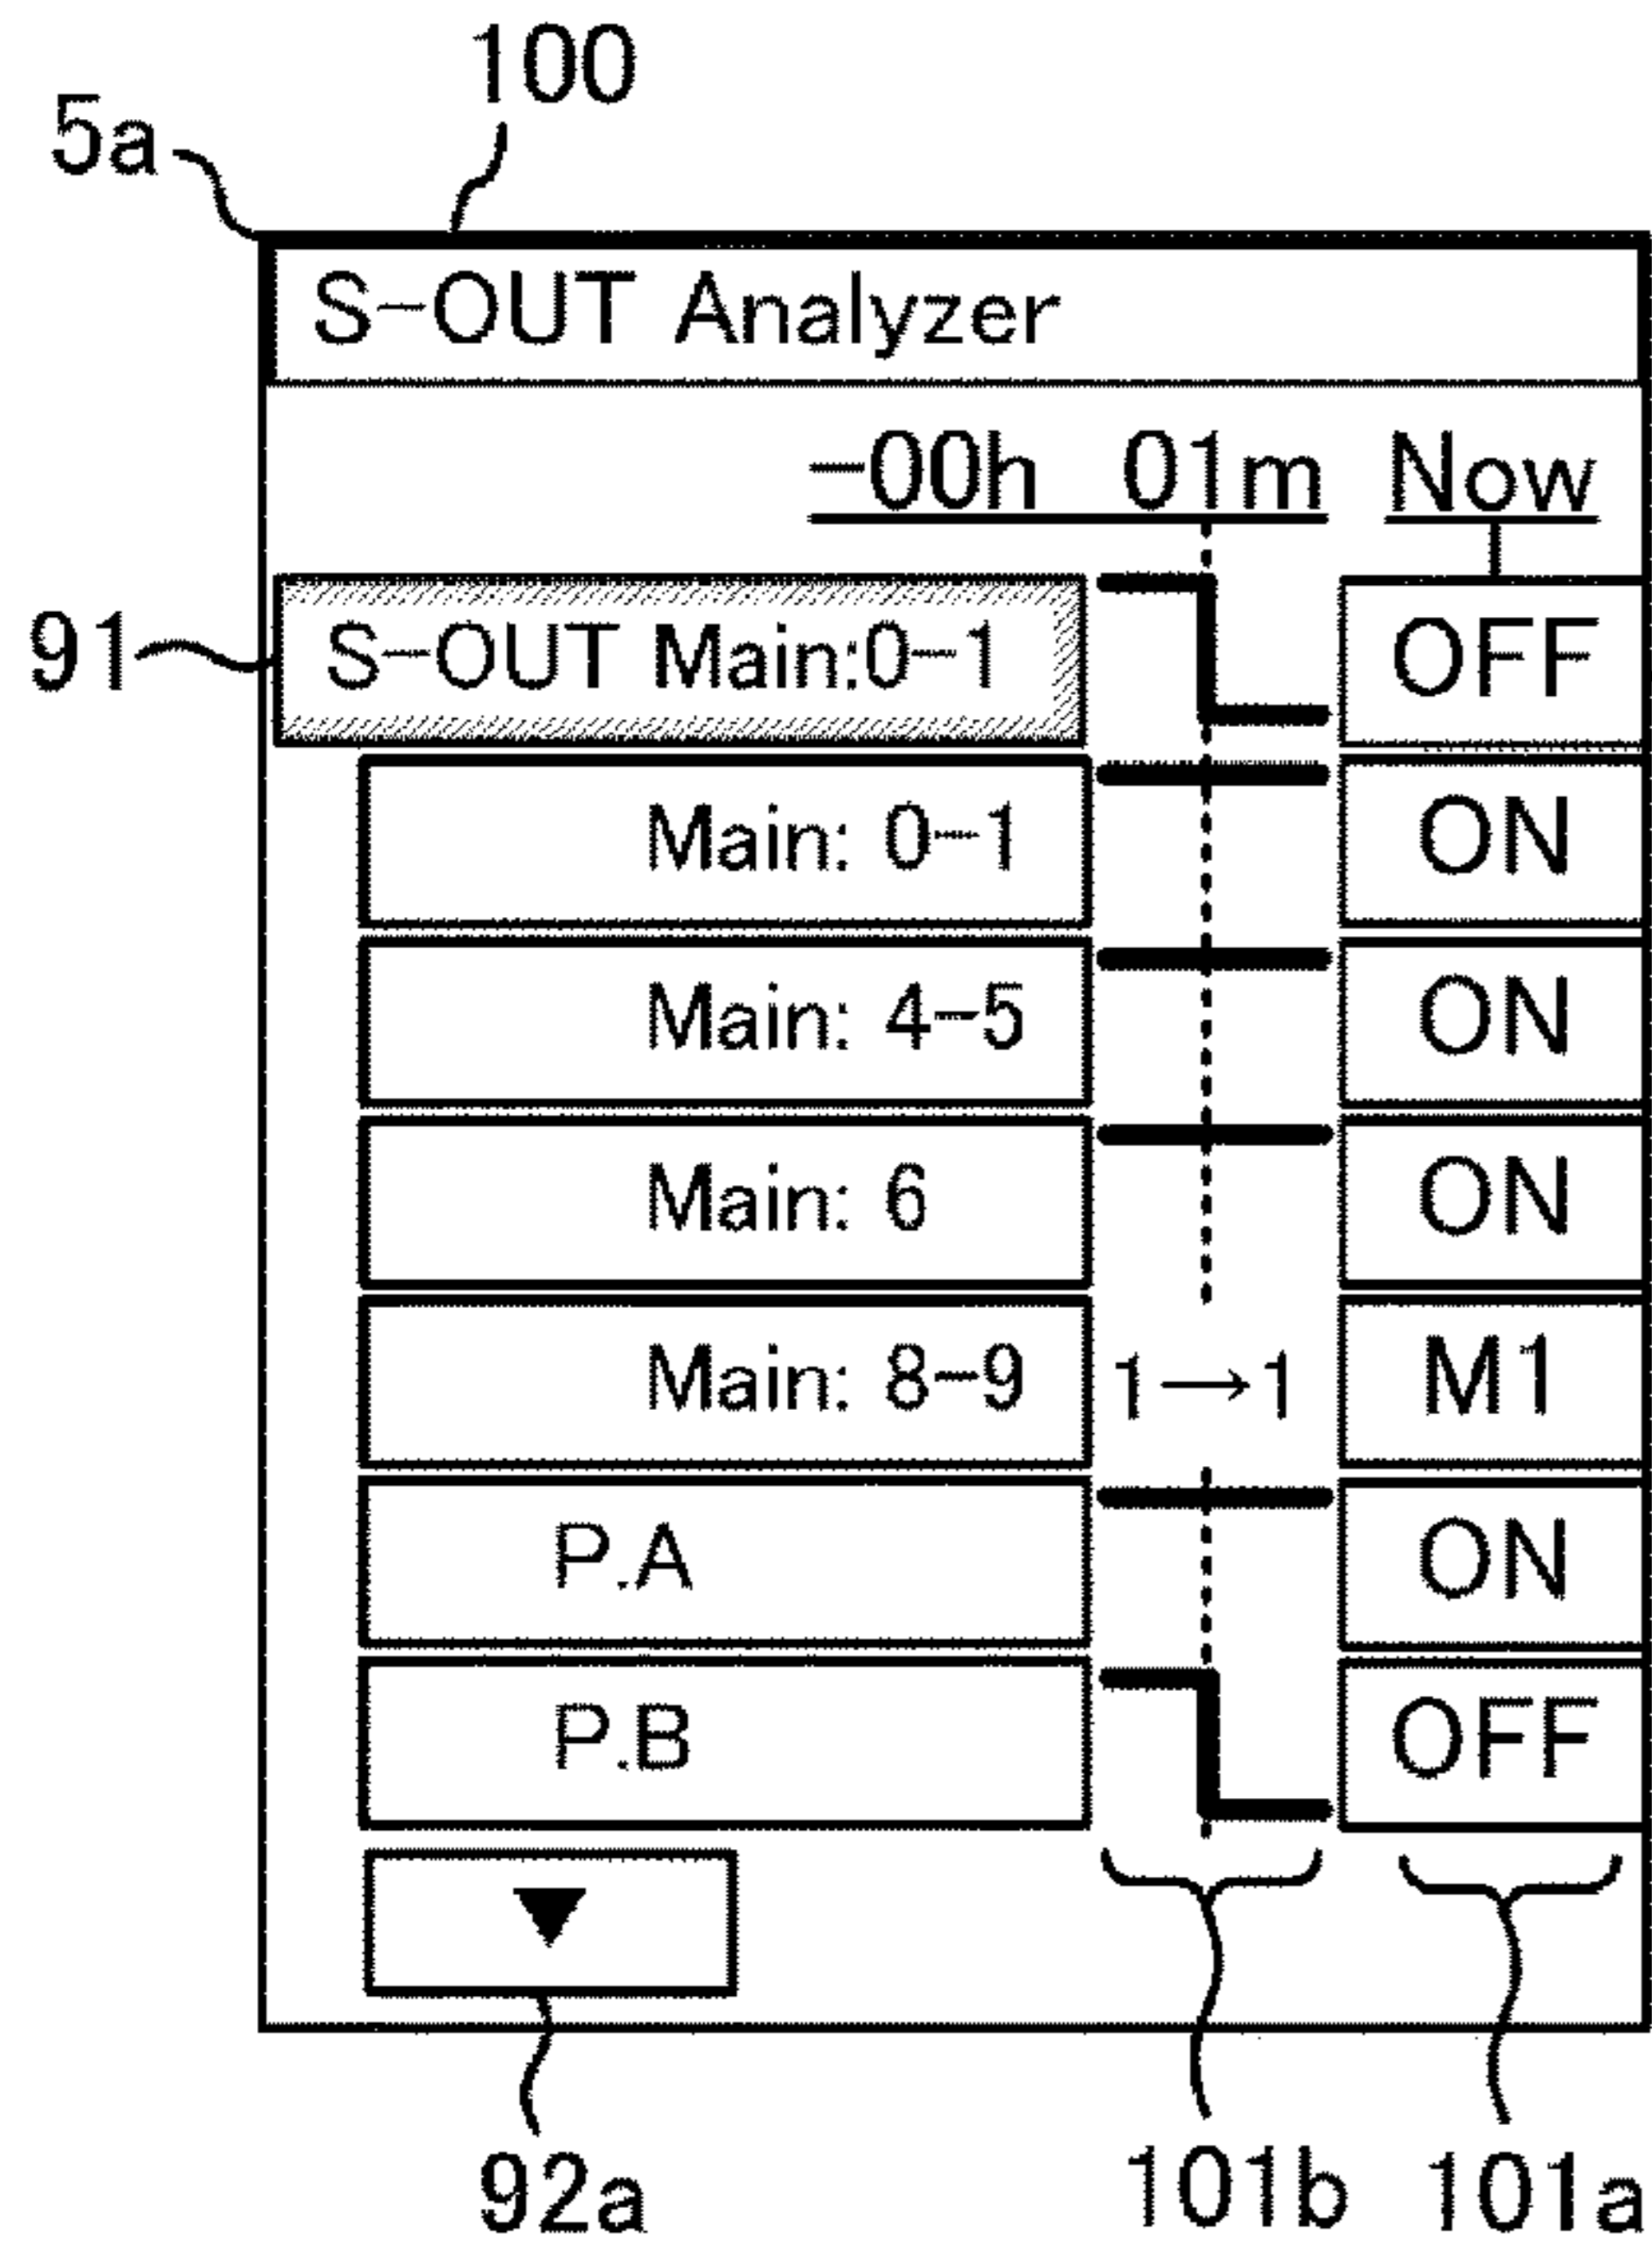 100
5a
S-OUT Analyzer
-00h 01m Now
91
S-OUT Main:0-1 OFF
Main: 0-1 ON
Main: 4-5 ON
Main: 6 ON
Main: 8-9 1→1 M1
P.A ON
P.B OFF
▼
92a 101b 101a